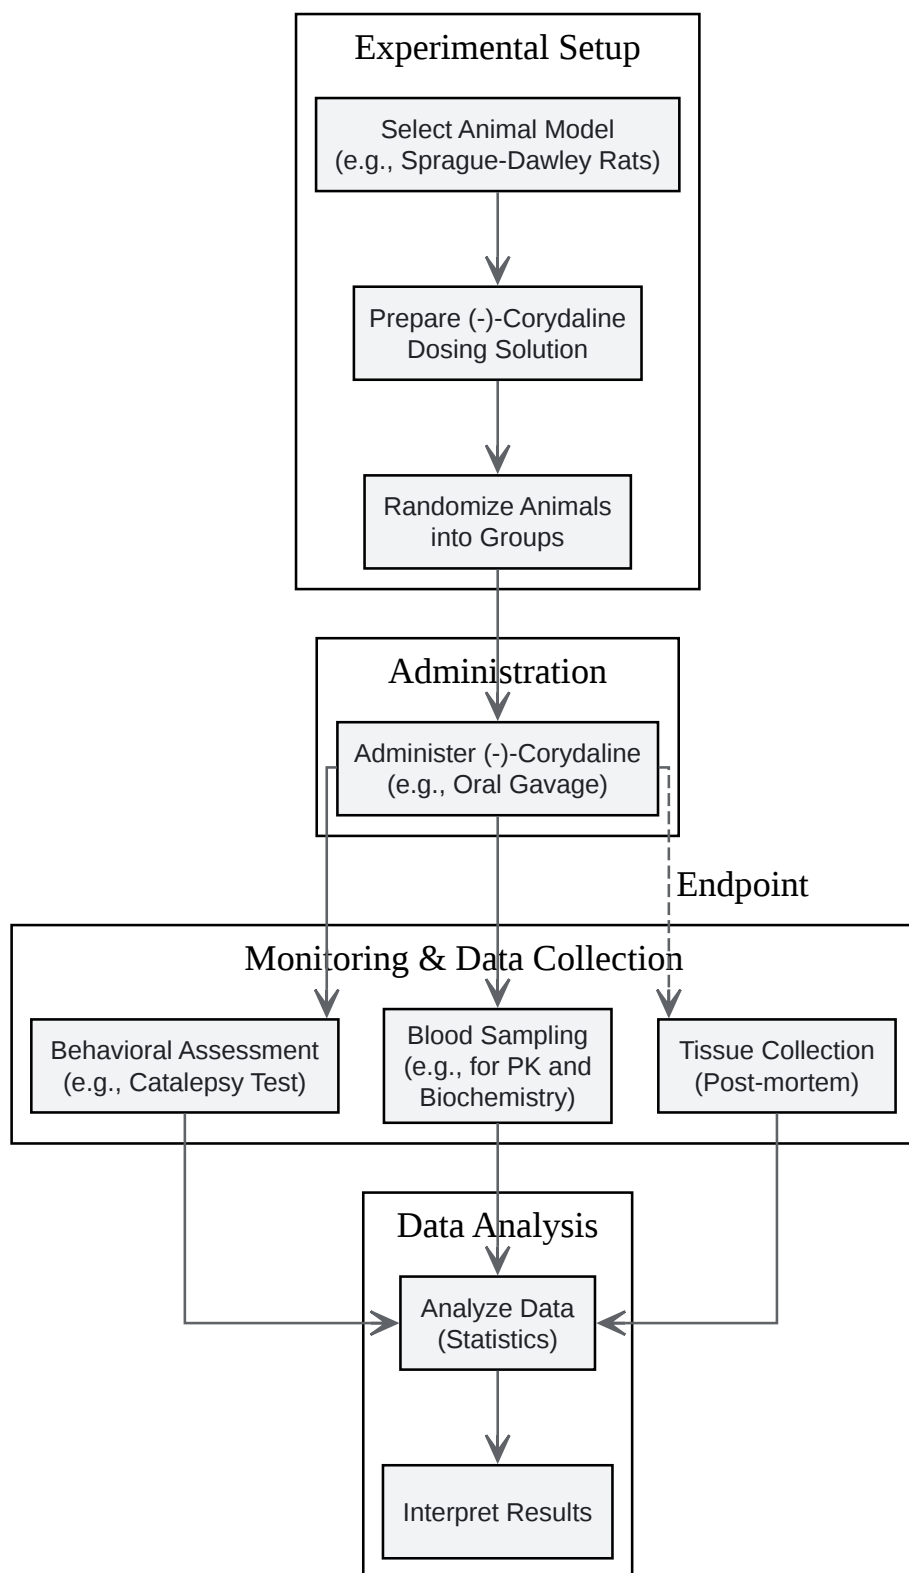 Experimental Setup
Select Animal Model
(e.g., Sprague-Dawley Rats)
Prepare (-)-Corydaline
Dosing Solution
Randomize Animals
into Groups
Administration
Administer (-)-Corydaline
(e.g., Oral Gavage)
Endpoint
Monitoring & Data Collection
Behavioral Assessment
(e.g., Catalepsy Test)
Blood Sampling
(e.g., for PK and
Biochemistry)
Tissue Collection
(Post-mortem)
Data Analysis
Analyze Data
(Statistics)
Interpret Results